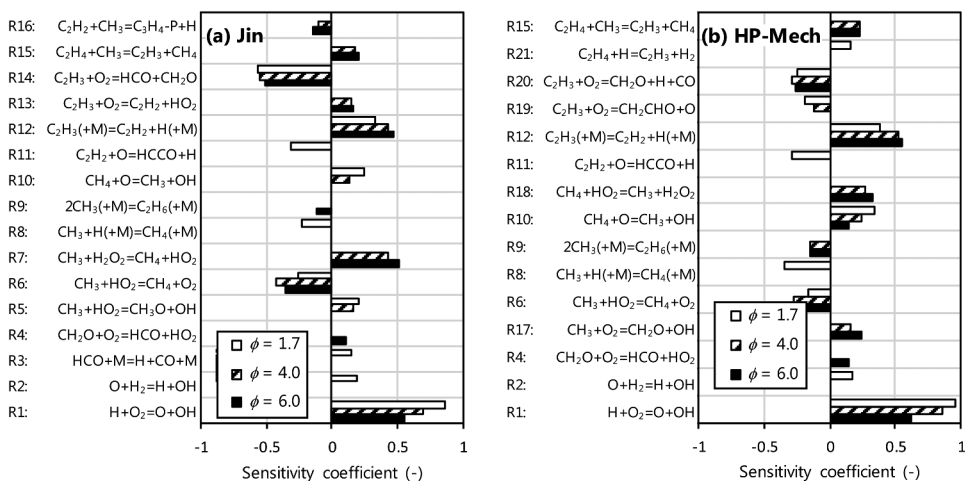 (a) Jin
R16: C₂H₂+CH₃=C₃H₄-P+H
R15: C₂H₄+CH₃=C₂H₃+CH₄
R14: C₂H₃+O₂=HCO+CH₂O
R13: C₂H₃+O₂=C₂H₂+HO₂
R12: C₂H₃(+M)=C₂H₂+H(+M)
R11: C₂H₂+O=HCCO+H
R10: CH₄+O=CH₃+OH
R9: 2CH₃(+M)=C₂H₆(+M)
R8: CH₃+H(+M)=CH₄(+M)
R7: CH₃+H₂O₂=CH₄+HO₂
R6: CH₃+HO₂=CH₄+O₂
R5: CH₃+HO₂=CH₃O+OH
R4: CH₂O+O₂=HCO+HO₂
R3: HCO+M=H+CO+M
R2: O+H₂=H+OH
R1: H+O₂=O+OH
ϕ = 1.7
ϕ = 4.0
ϕ = 6.0
-1 -0.5 0 0.5 1
Sensitivity coefficient (-)
(b) HP-Mech
R15: C₂H₄+CH₃=C₂H₃+CH₄
R21: C₂H₄+H=C₂H₃+H₂
R20: C₂H₃+O₂=CH₂O+H+CO
R19: C₂H₃+O₂=CH₂CHO+O
R12: C₂H₃(+M)=C₂H₂+H(+M)
R11: C₂H₂+O=HCCO+H
R18: CH₄+HO₂=CH₃+H₂O₂
R10: CH₄+O=CH₃+OH
R9: 2CH₃(+M)=C₂H₆(+M)
R8: CH₃+H(+M)=CH₄(+M)
R6: CH₃+HO₂=CH₄+O₂
R17: CH₃+O₂=CH₂O+OH
R4: CH₂O+O₂=HCO+HO₂
R2: O+H₂=H+OH
R1: H+O₂=O+OH
ϕ = 1.7
ϕ = 4.0
ϕ = 6.0
-1 -0.5 0 0.5 1
Sensitivity coefficient (-)